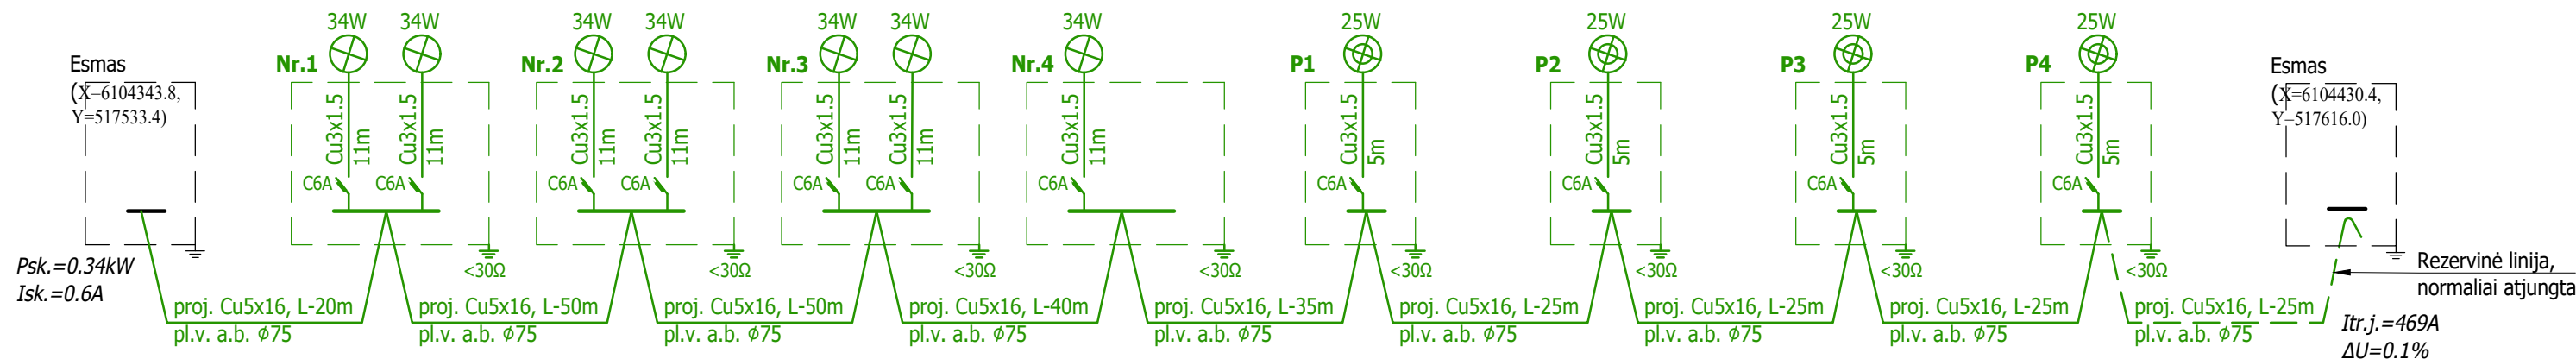 34W 34W 34W 34W 34W 34W 34W 25W 25W 25W 25W
Esmas
(X=6104343.8,
Y=517533.4)
Nr.1 Nr.2 Nr.3 Nr.4 P1 P2 P3 P4
Esmas
(X=6104430.4,
Y=517616.0)
Cu3x1.5
11m
Cu3x1.5
11m
Cu3x1.5
11m
Cu3x1.5
11m
Cu3x1.5
11m
Cu3x1.5
11m
Cu3x1.5
11m
Cu3x1.5
5m
Cu3x1.5
5m
Cu3x1.5
5m
Cu3x1.5
5m
C6A C6A C6A C6A C6A C6A C6A C6A C6A C6A C6A
<30Ω <30Ω <30Ω <30Ω <30Ω <30Ω <30Ω <30Ω
Psk.=0.34kW
Isk.=0.6A
proj. Cu5x16, L-20m
pl.v. a.b. ϕ75
proj. Cu5x16, L-50m
pl.v. a.b. ϕ75
proj. Cu5x16, L-50m
pl.v. a.b. ϕ75
proj. Cu5x16, L-40m
pl.v. a.b. ϕ75
proj. Cu5x16, L-35m
pl.v. a.b. ϕ75
proj. Cu5x16, L-25m
pl.v. a.b. ϕ75
proj. Cu5x16, L-25m
pl.v. a.b. ϕ75
proj. Cu5x16, L-25m
pl.v. a.b. ϕ75
proj. Cu5x16, L-25m
pl.v. a.b. ϕ75
Rezervinė linija,
normaliai atjungta
Itr.j.=469A
ΔU=0.1%